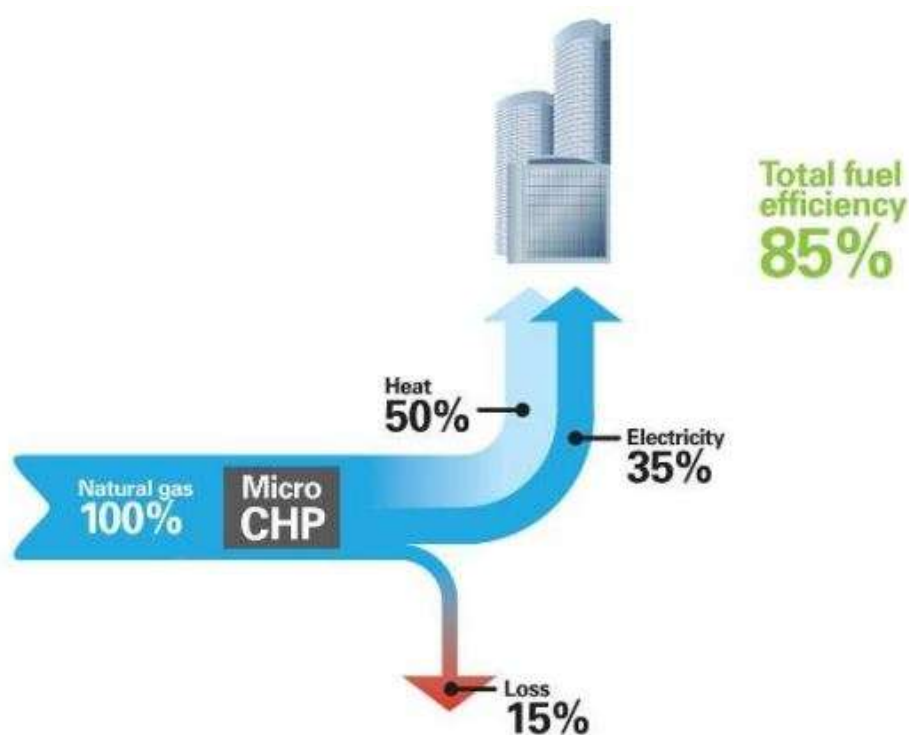 Total fuel
efficiency
85%
Heat
50%
Electricity
35%
Natural gas
100%
Micro
CHP
Loss
15%